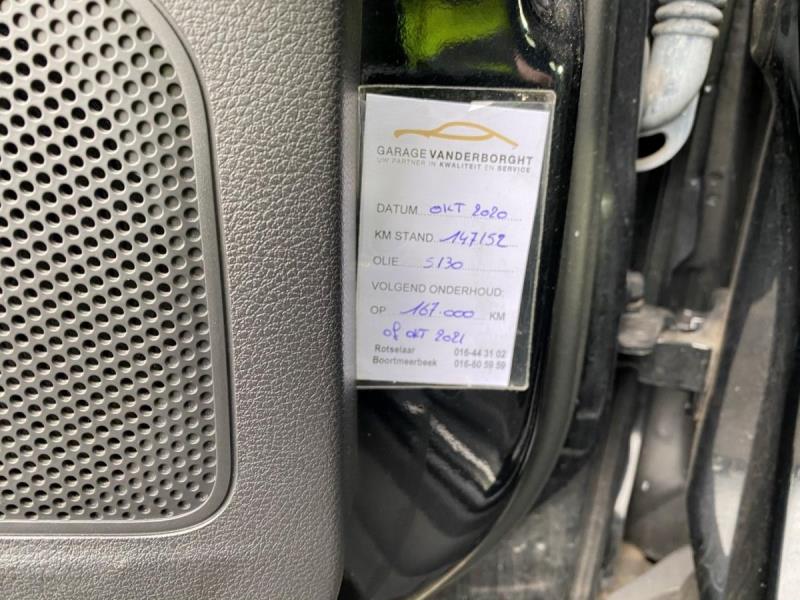 GARAGE VANDERBORGHT
UW PARTNER IN KWALITEIT EN SERVICE
DATUM OKT 2020
KM STAND 147152
OLIE 5130
VOLGEND ONDERHOUD:
OP 167.000 KM
of OKT 2021
Rotselaar 016-44 31 02
Boortmeerbeek 016-60 59 59